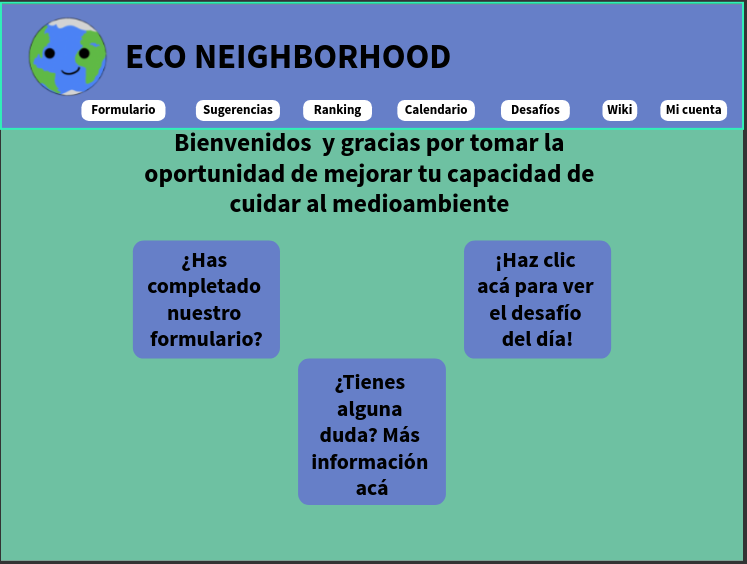 ECO NEIGHBORHOOD
Formulario Sugerencias Ranking Calendario Desafíos Wiki Mi cuenta
Bienvenidos y gracias por tomar la
oportunidad de mejorar tu capacidad de
cuidar al medioambiente
¿Has
completado
nuestro
formulario?
¡Haz clic
acá para ver
el desafío
del día!
¿Tienes
alguna
duda? Más
información
acá